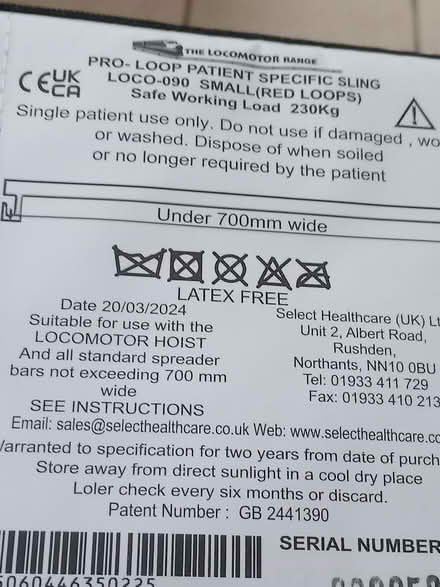 THE LOCOMOTOR RANGE
PRO- LOOP PATIENT SPECIFIC SLING
LOCO-090 SMALL(RED LOOPS)
Safe Working Load 230Kg
CE UK
CA
Single patient use only. Do not use if damaged , wo
or washed. Dispose of when soiled
or no longer required by the patient
Under 700mm wide
LATEX FREE
Date 20/03/2024
Suitable for use with the
LOCOMOTOR HOIST
And all standard spreader
bars not exceeding 700 mm
wide
SEE INSTRUCTIONS
Select Healthcare (UK) Lt
Unit 2, Albert Road,
Rushden,
Northants, NN10 0BU
Tel: 01933 411 729
Fax: 01933 410 213
Email: sales@selecthealthcare.co.uk Web: www.selecthealthcare.co
Warranted to specification for two years from date of purch
Store away from direct sunlight in a cool dry place
Loler check every six months or discard.
Patent Number : GB 2441390
SERIAL NUMBER
5060446350225